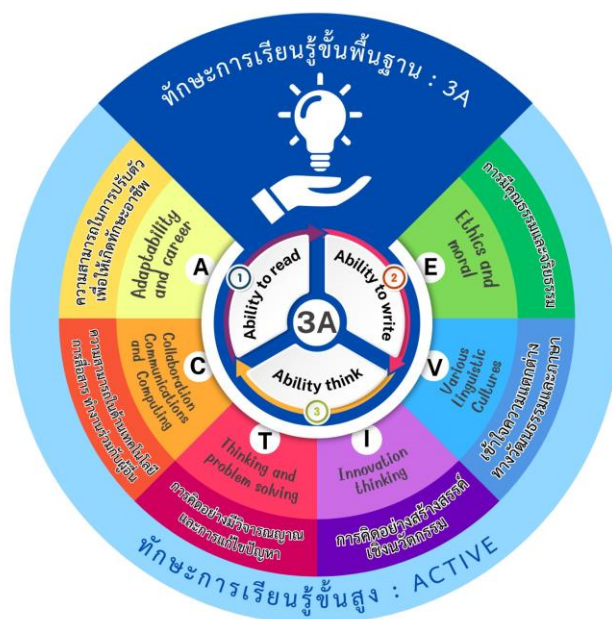 ทักษะการเรียนรู้ขั้นพื้นฐาน : 3A
ความสามารถในการปรับตัว
เพื่อให้เกิดทักษะอาชีพ
Adaptability
and career
A
1
Ability to read
2
Ability to write
3A
Ability think
3
E
Ethics and
moral
การมีคุณธรรมและจริยธรรม
ความสามารถในด้านเทคโนโลยี
การสื่อสาร ทำงานร่วมกับผู้อื่น
Collaboration
Communications
and Computing
C
V
Various
Linguistic
Cultures
เข้าใจความแตกต่าง
ทางวัฒนธรรมและภาษา
T
Thinking and
problem solving
การคิดอย่างมีวิจารณญาณ
และการแก้ไขปัญหา
I
Innovation
thinking
การคิดอย่างสร้างสรรค์
เชิงนวัตกรรม
ทักษะการเรียนรู้ขั้นสูง : ACTIVE